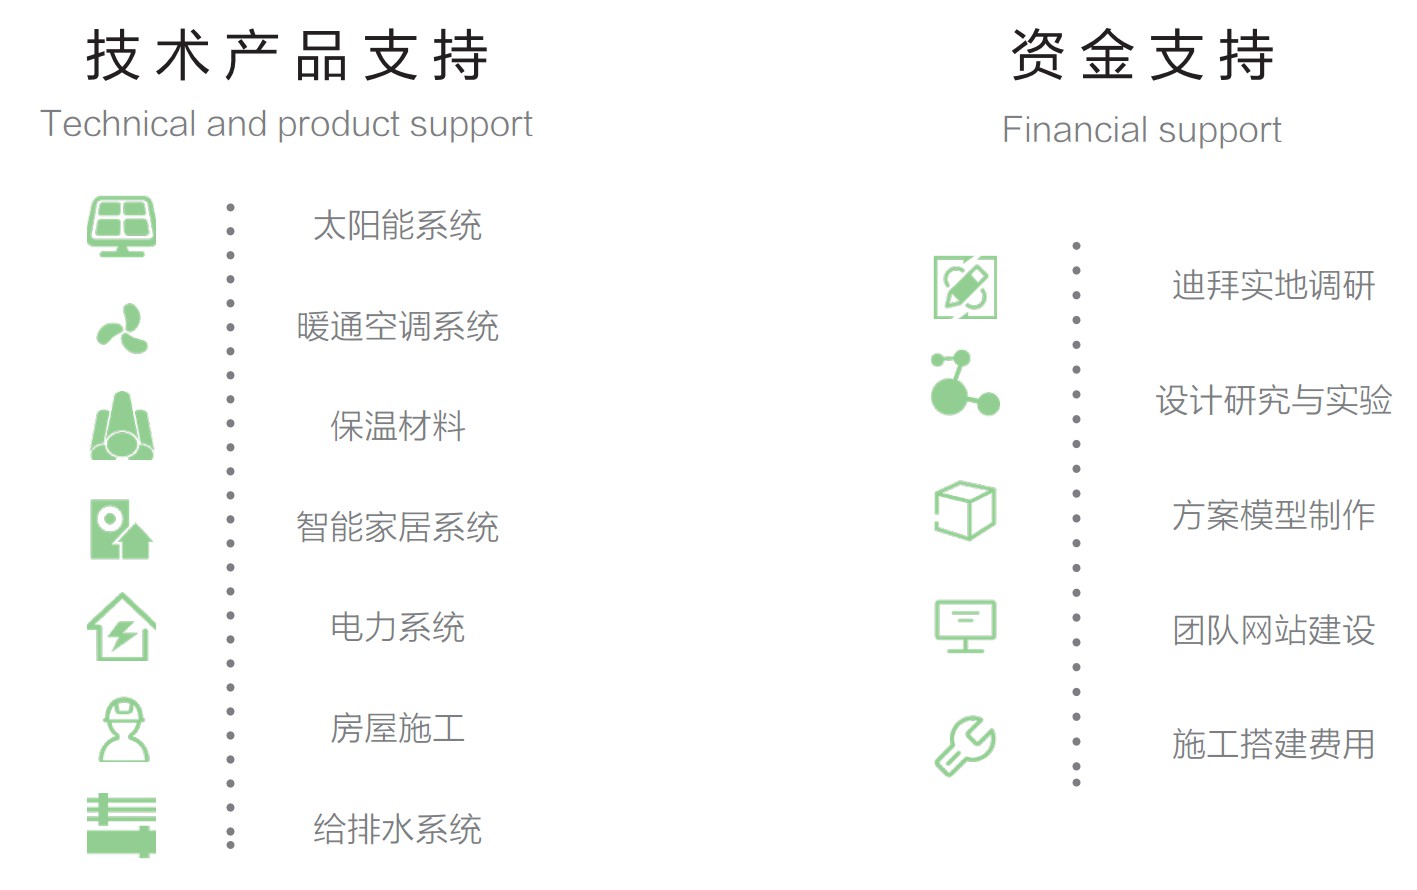 技术产品支持
Technical and product support
太阳能系统
暖通空调系统
保温材料
智能家居系统
电力系统
房屋施工
给排水系统
资金支持
Financial support
迪拜实地调研
设计研究与实验
方案模型制作
团队网站建设
施工搭建费用